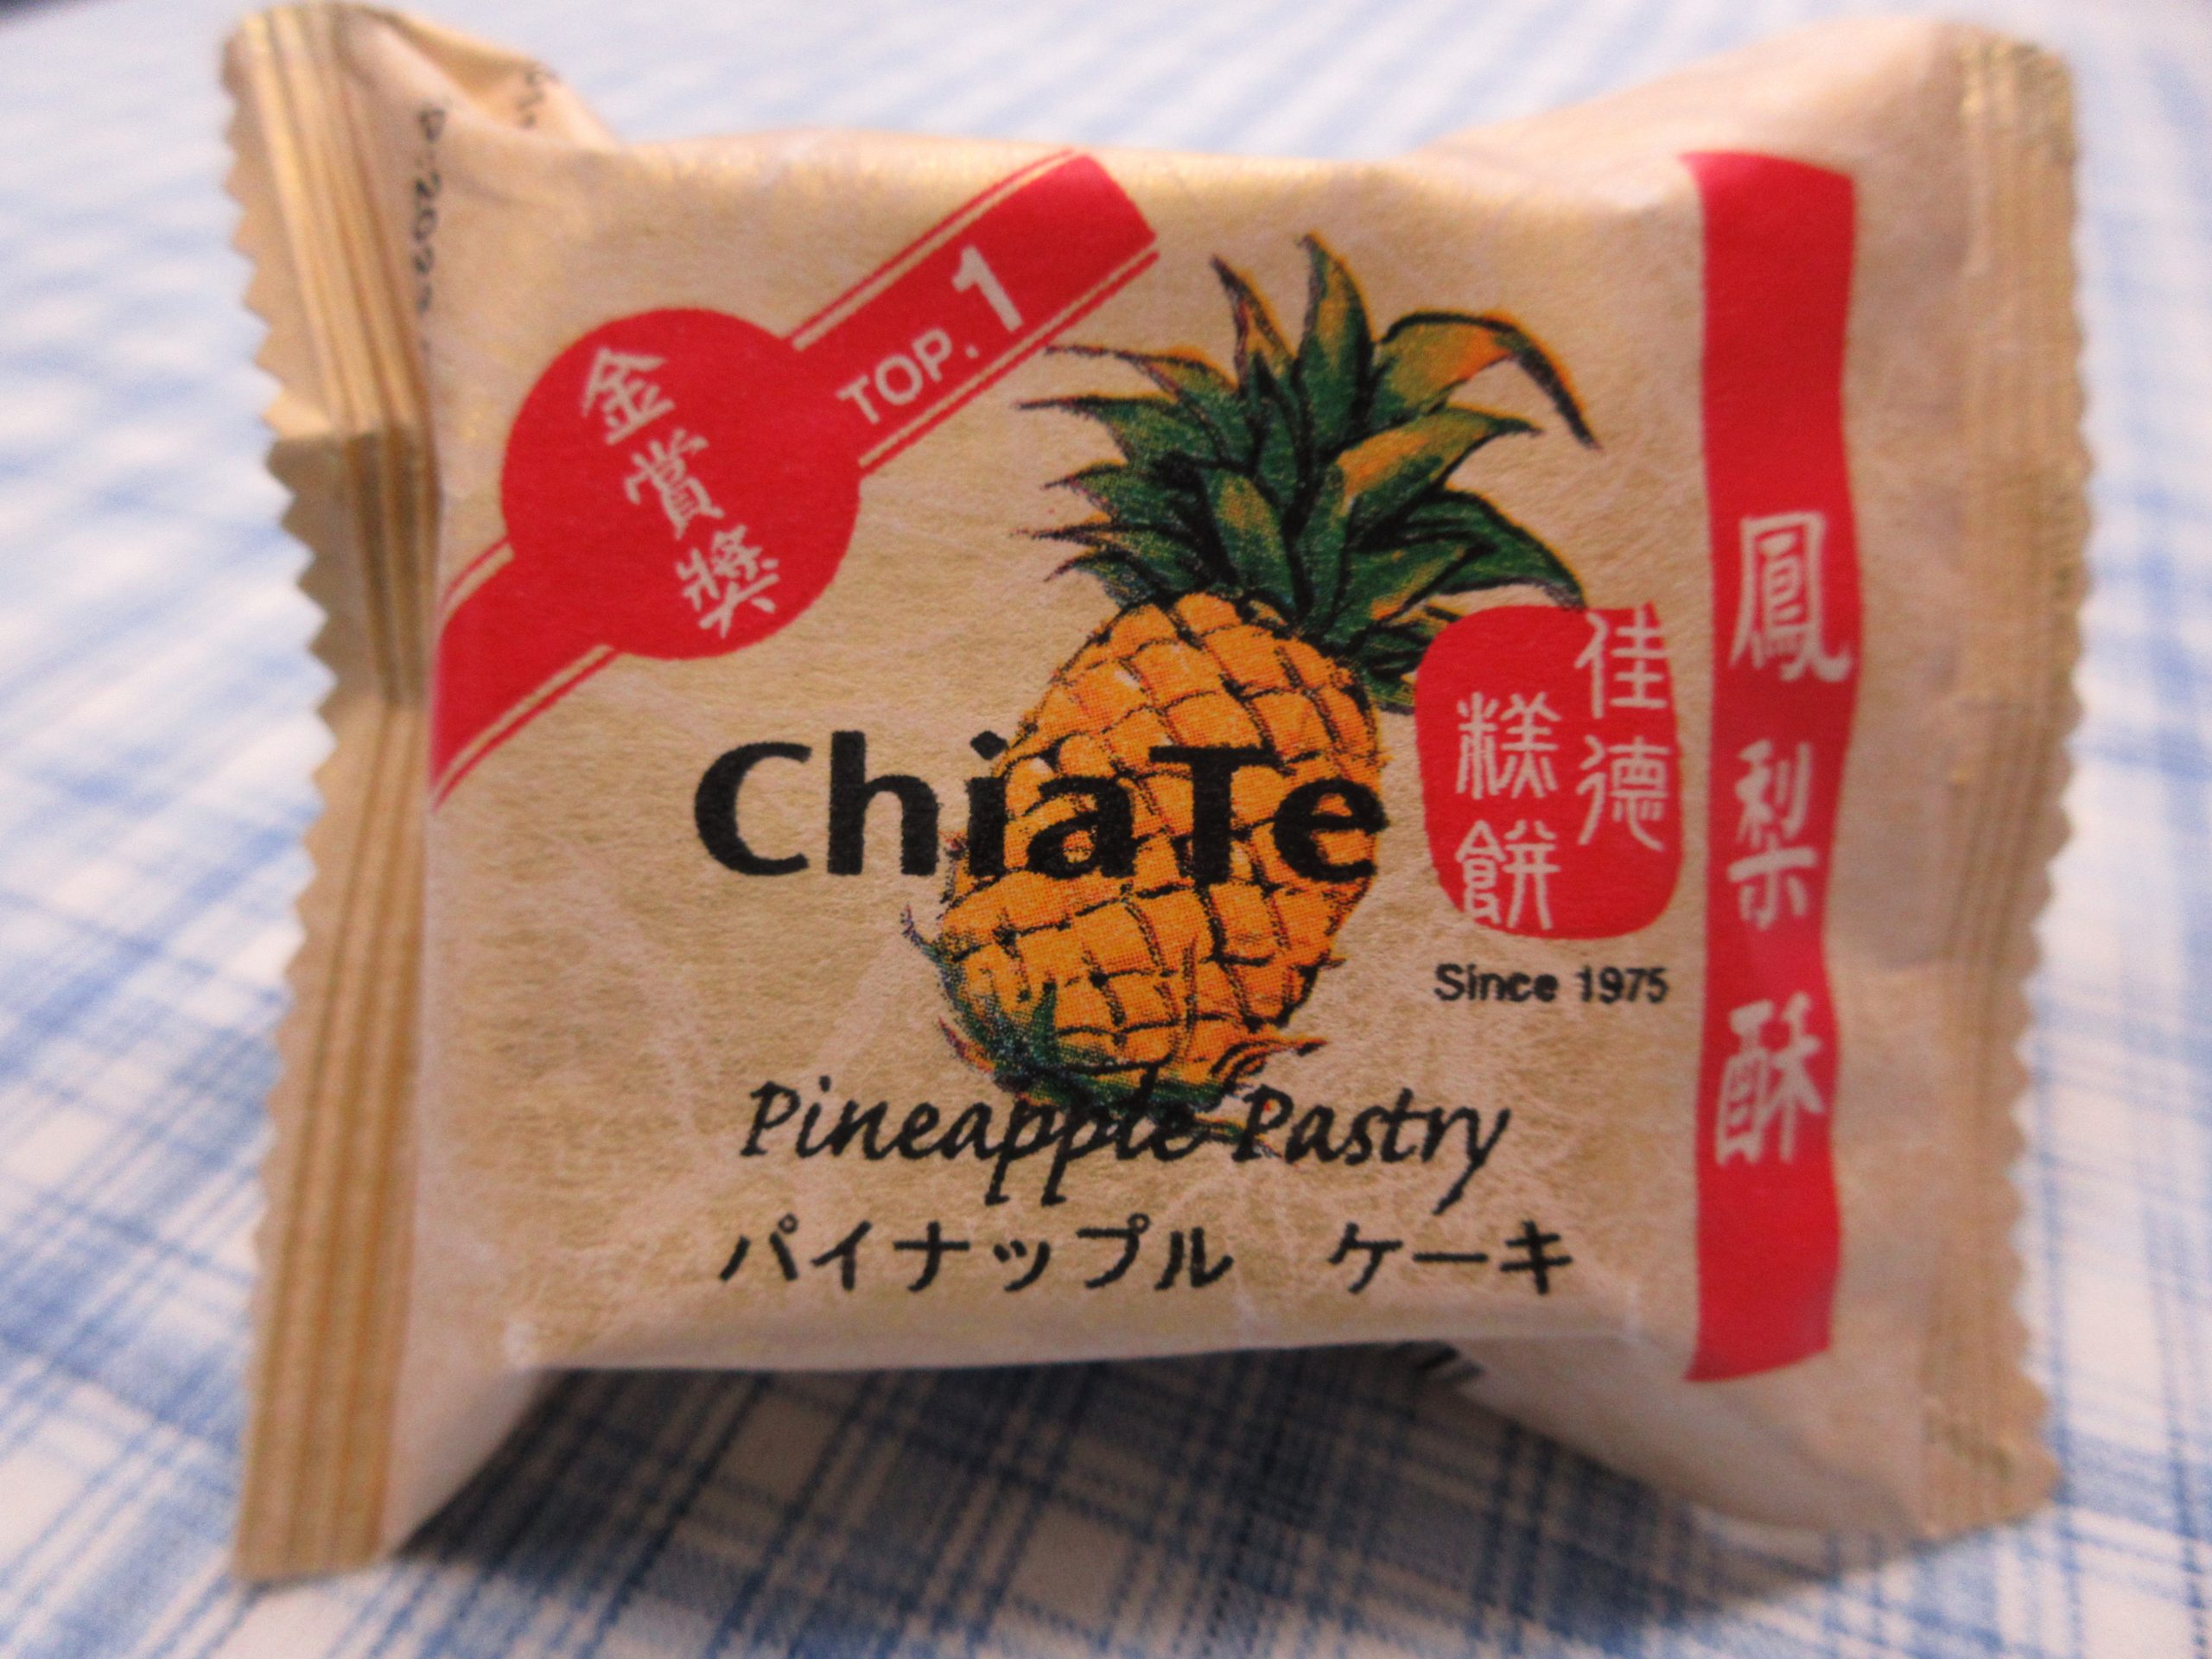 金賞獎
TOP. 1
ChiaTe
佳德
糕餅
Since 1975
鳳梨酥
Pineapple Pastry
パイナップル ケーキ